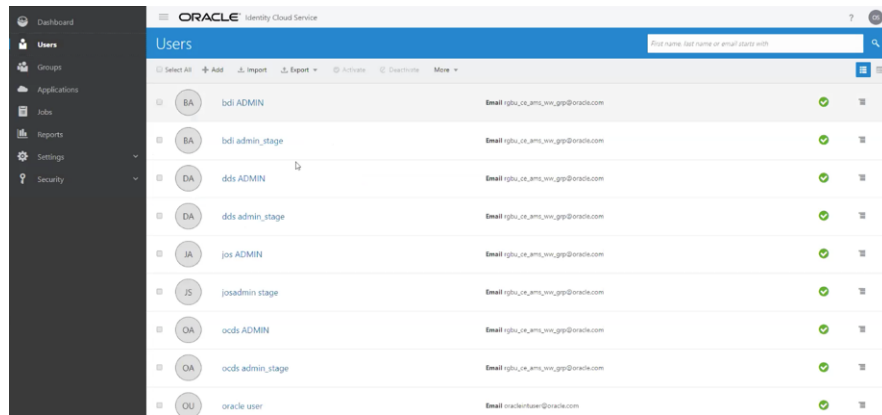 Dashboard
Users
Groups
Applications
Jobs
Reports
Settings
Security
ORACLE Identity Cloud Service
?
OS
Users
First name, last name or email starts with
Select All Add Import Export Activate Deactivate More
BA bdi ADMIN Email rgbu_ce_ams_ww_grp@oracle.com
BA bdi admin_stage Email rgbu_ce_ams_ww_grp@oracle.com
DA dds ADMIN Email rgbu_ce_ams_ww_grp@oracle.com
DA dds admin_stage Email rgbu_ce_ams_ww_grp@oracle.com
JA jos ADMIN Email rgbu_ce_ams_ww_grp@oracle.com
JS josadmin stage Email rgbu_ce_ams_ww_grp@oracle.com
OA ocds ADMIN Email rgbu_ce_ams_ww_grp@oracle.com
OA ocds admin_stage Email rgbu_ce_ams_ww_grp@oracle.com
OU oracle user Email oracleintuser@oracle.com